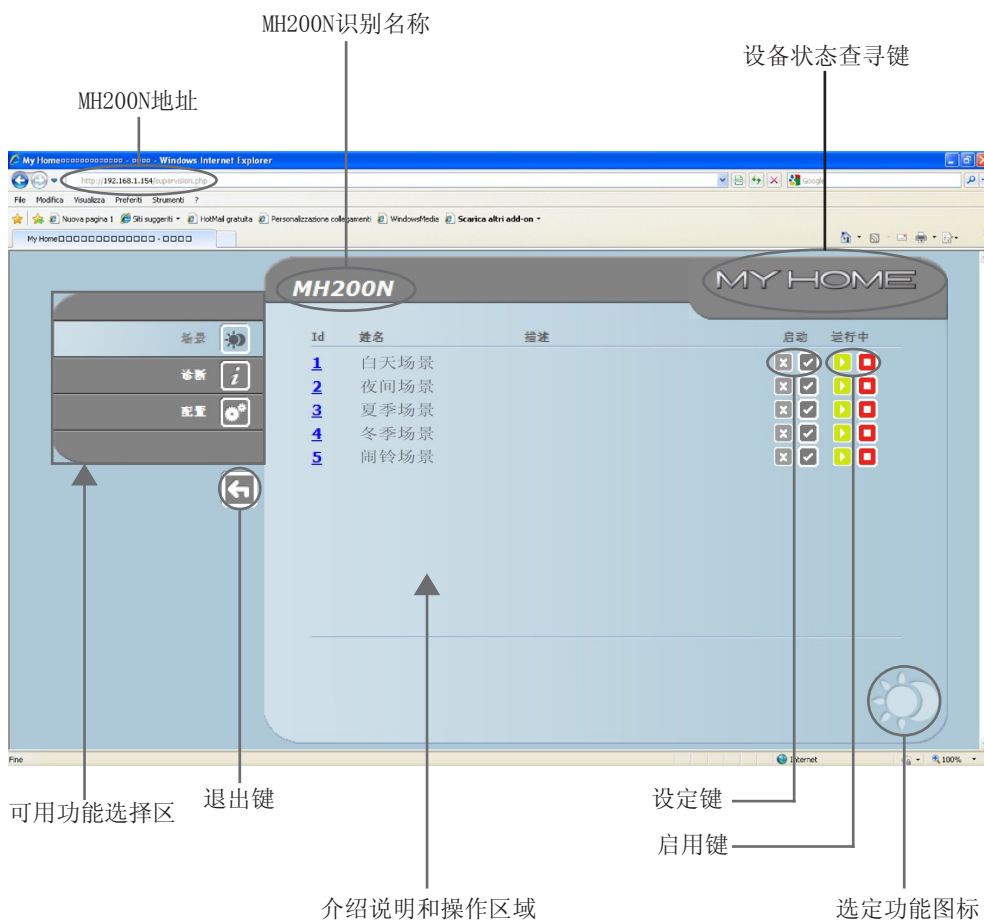 MH200N识别名称
设备状态查寻键
MH200N地址
My Home□□□□□□□□□□□□□ - □□□□ - Windows Internet Explorer
http://192.168.1.154/supervision.php
Google
File Modifica Visualizza Preferiti Strumenti ?
Nuova pagina 1 Siti suggeriti HotMail gratuita Personalizzazione collegamenti WindowsMedia Scarica altri add-on
My Home□□□□□□□□□□□□□ - □□□□
MH200N
MY HOME
场景
诊断
配置
Id 姓名 描述 启动 运行中
1 白天场景
2 夜间场景
3 夏季场景
4 冬季场景
5 闹铃场景
Fine Internet 100%
可用功能选择区
退出键
设定键
启用键
介绍说明和操作区域
选定功能图标